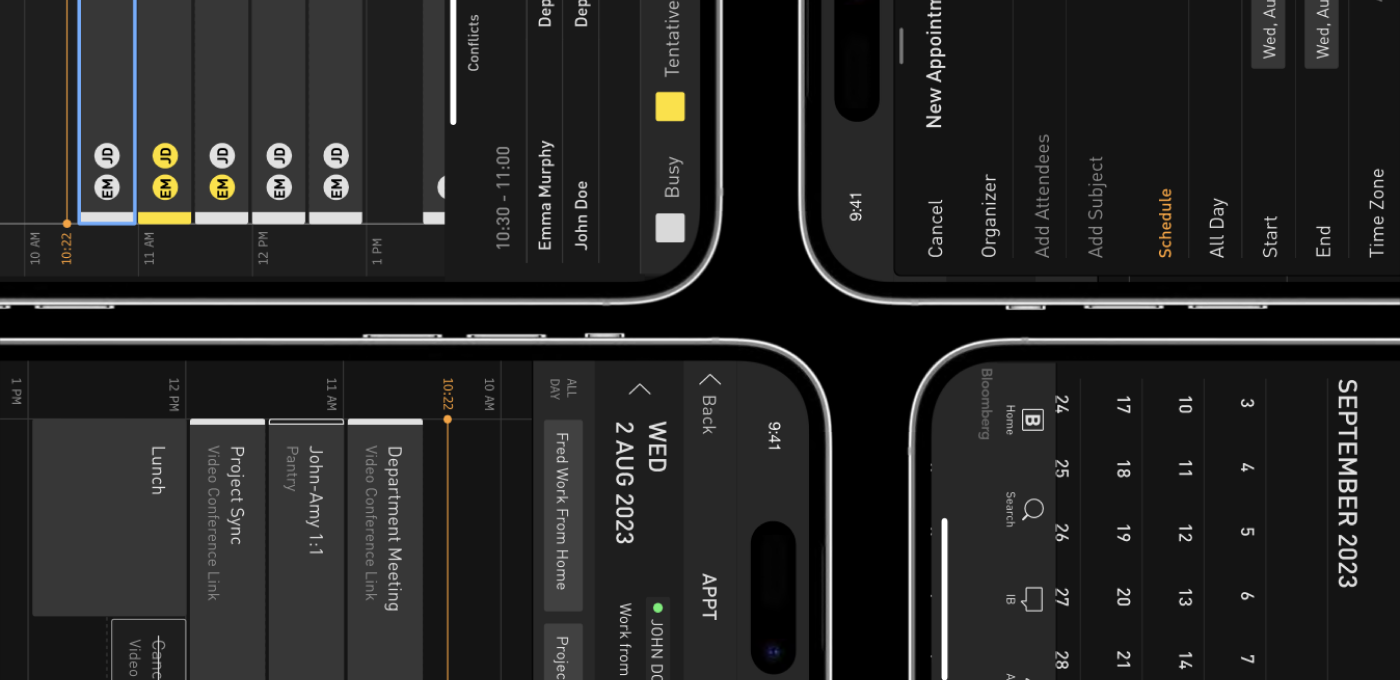 10 AM
10:22
EM JD
11 AM
EM JD
EM JD
12 PM
EM JD
EM JD
1 PM
Conflicts
10:30 – 11:00
Emma Murphy Dep
John Doe Dep
Busy Tentative
9:41
Cancel New Appointm
Organizer
Add Attendees
Add Subject
Schedule
All Day
Start Wed, Au
End Wed, Au
Time Zone
9:41
Back APPT
WED
2 AUG 2023
JOHN DO
Work from
ALL DAY
Fred Work From Home
Projec
10 AM
10:22
Department Meeting
Video Conference Link
11 AM
John-Amy 1:1
Pantry
Project Sync
Video Conference Link
12 PM
Lunch
Canc
Video
1 PM
SEPTEMBER 2023
3 4 5 6 7
10 11 12 13 14
17 18 19 20 21
24 25 26 27 28
B
Home Search IB
Bloomberg